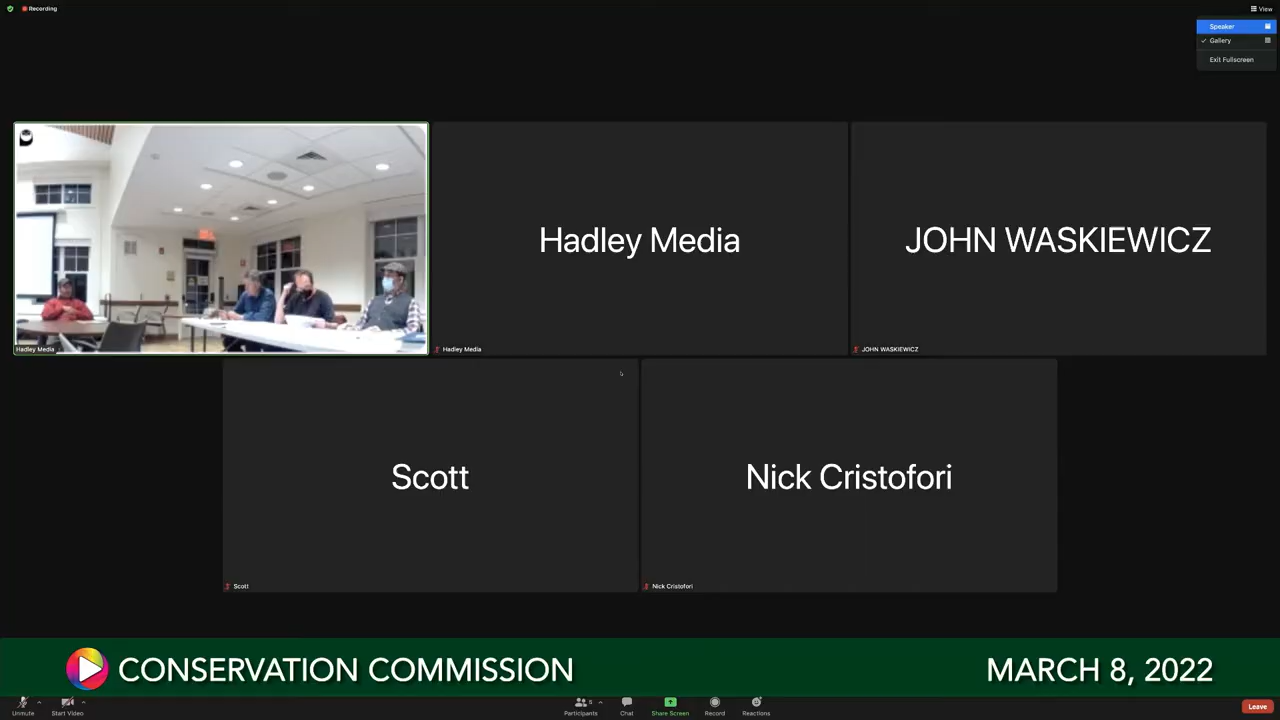 Recording
View
Speaker
Gallery
Exit Fullscreen
Hadley Media
Hadley Media
Hadley Media
JOHN WASKIEWICZ
JOHN WASKIEWICZ
Scott
Scott
Nick Cristofori
Nick Cristofori
CONSERVATION COMMISSION
MARCH 8, 2022
Unmute
Start Video
Participants
5
Chat
Share Screen
Record
Reactions
Leave